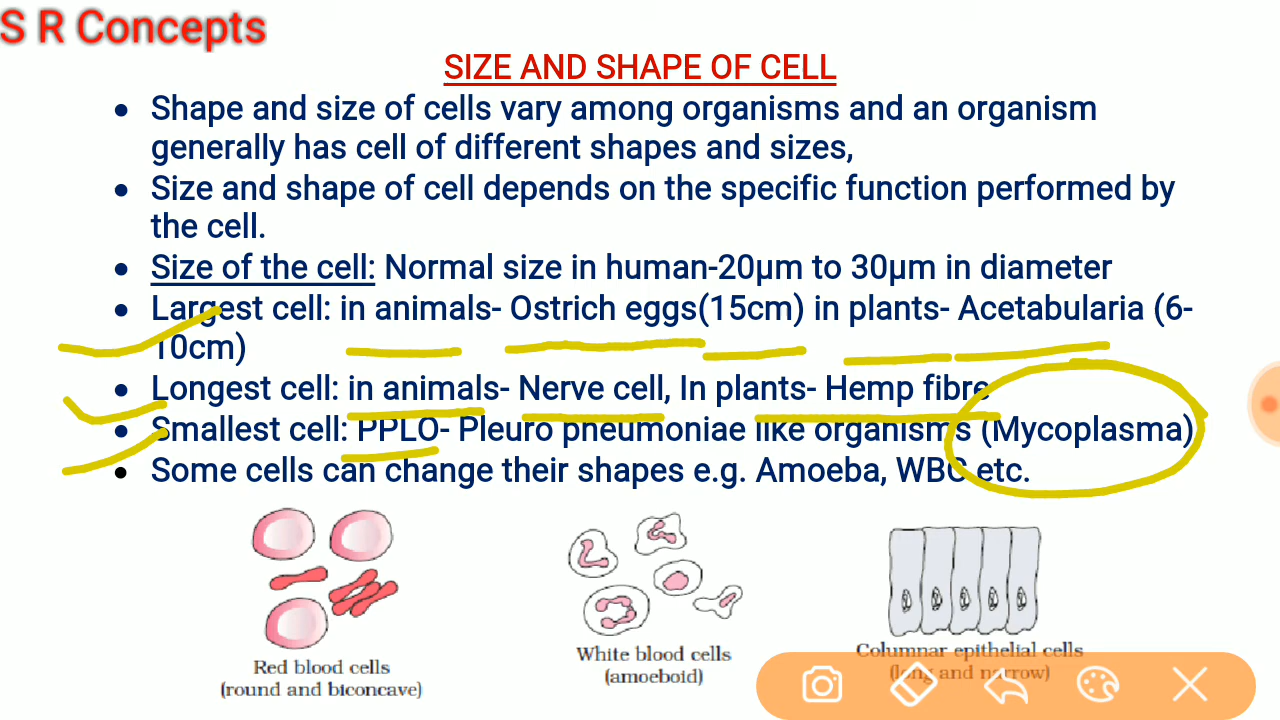 S R Concepts
SIZE AND SHAPE OF CELL
• Shape and size of cells vary among organisms and an organism
generally has cell of different shapes and sizes,
• Size and shape of cell depends on the specific function performed by
the cell.
• Size of the cell: Normal size in human-20µm to 30µm in diameter
• Largest cell: in animals- Ostrich eggs(15cm) in plants- Acetabularia (6-
10cm)
• Longest cell: in animals- Nerve cell, In plants- Hemp fibre
• Smallest cell: PPLO- Pleuro pneumoniae like organisms (Mycoplasma)
• Some cells can change their shapes e.g. Amoeba, WBC etc.
Red blood cells
(round and biconcave)
White blood cells
(amoeboid)
Columnar epithelial cells
(long and narrow)